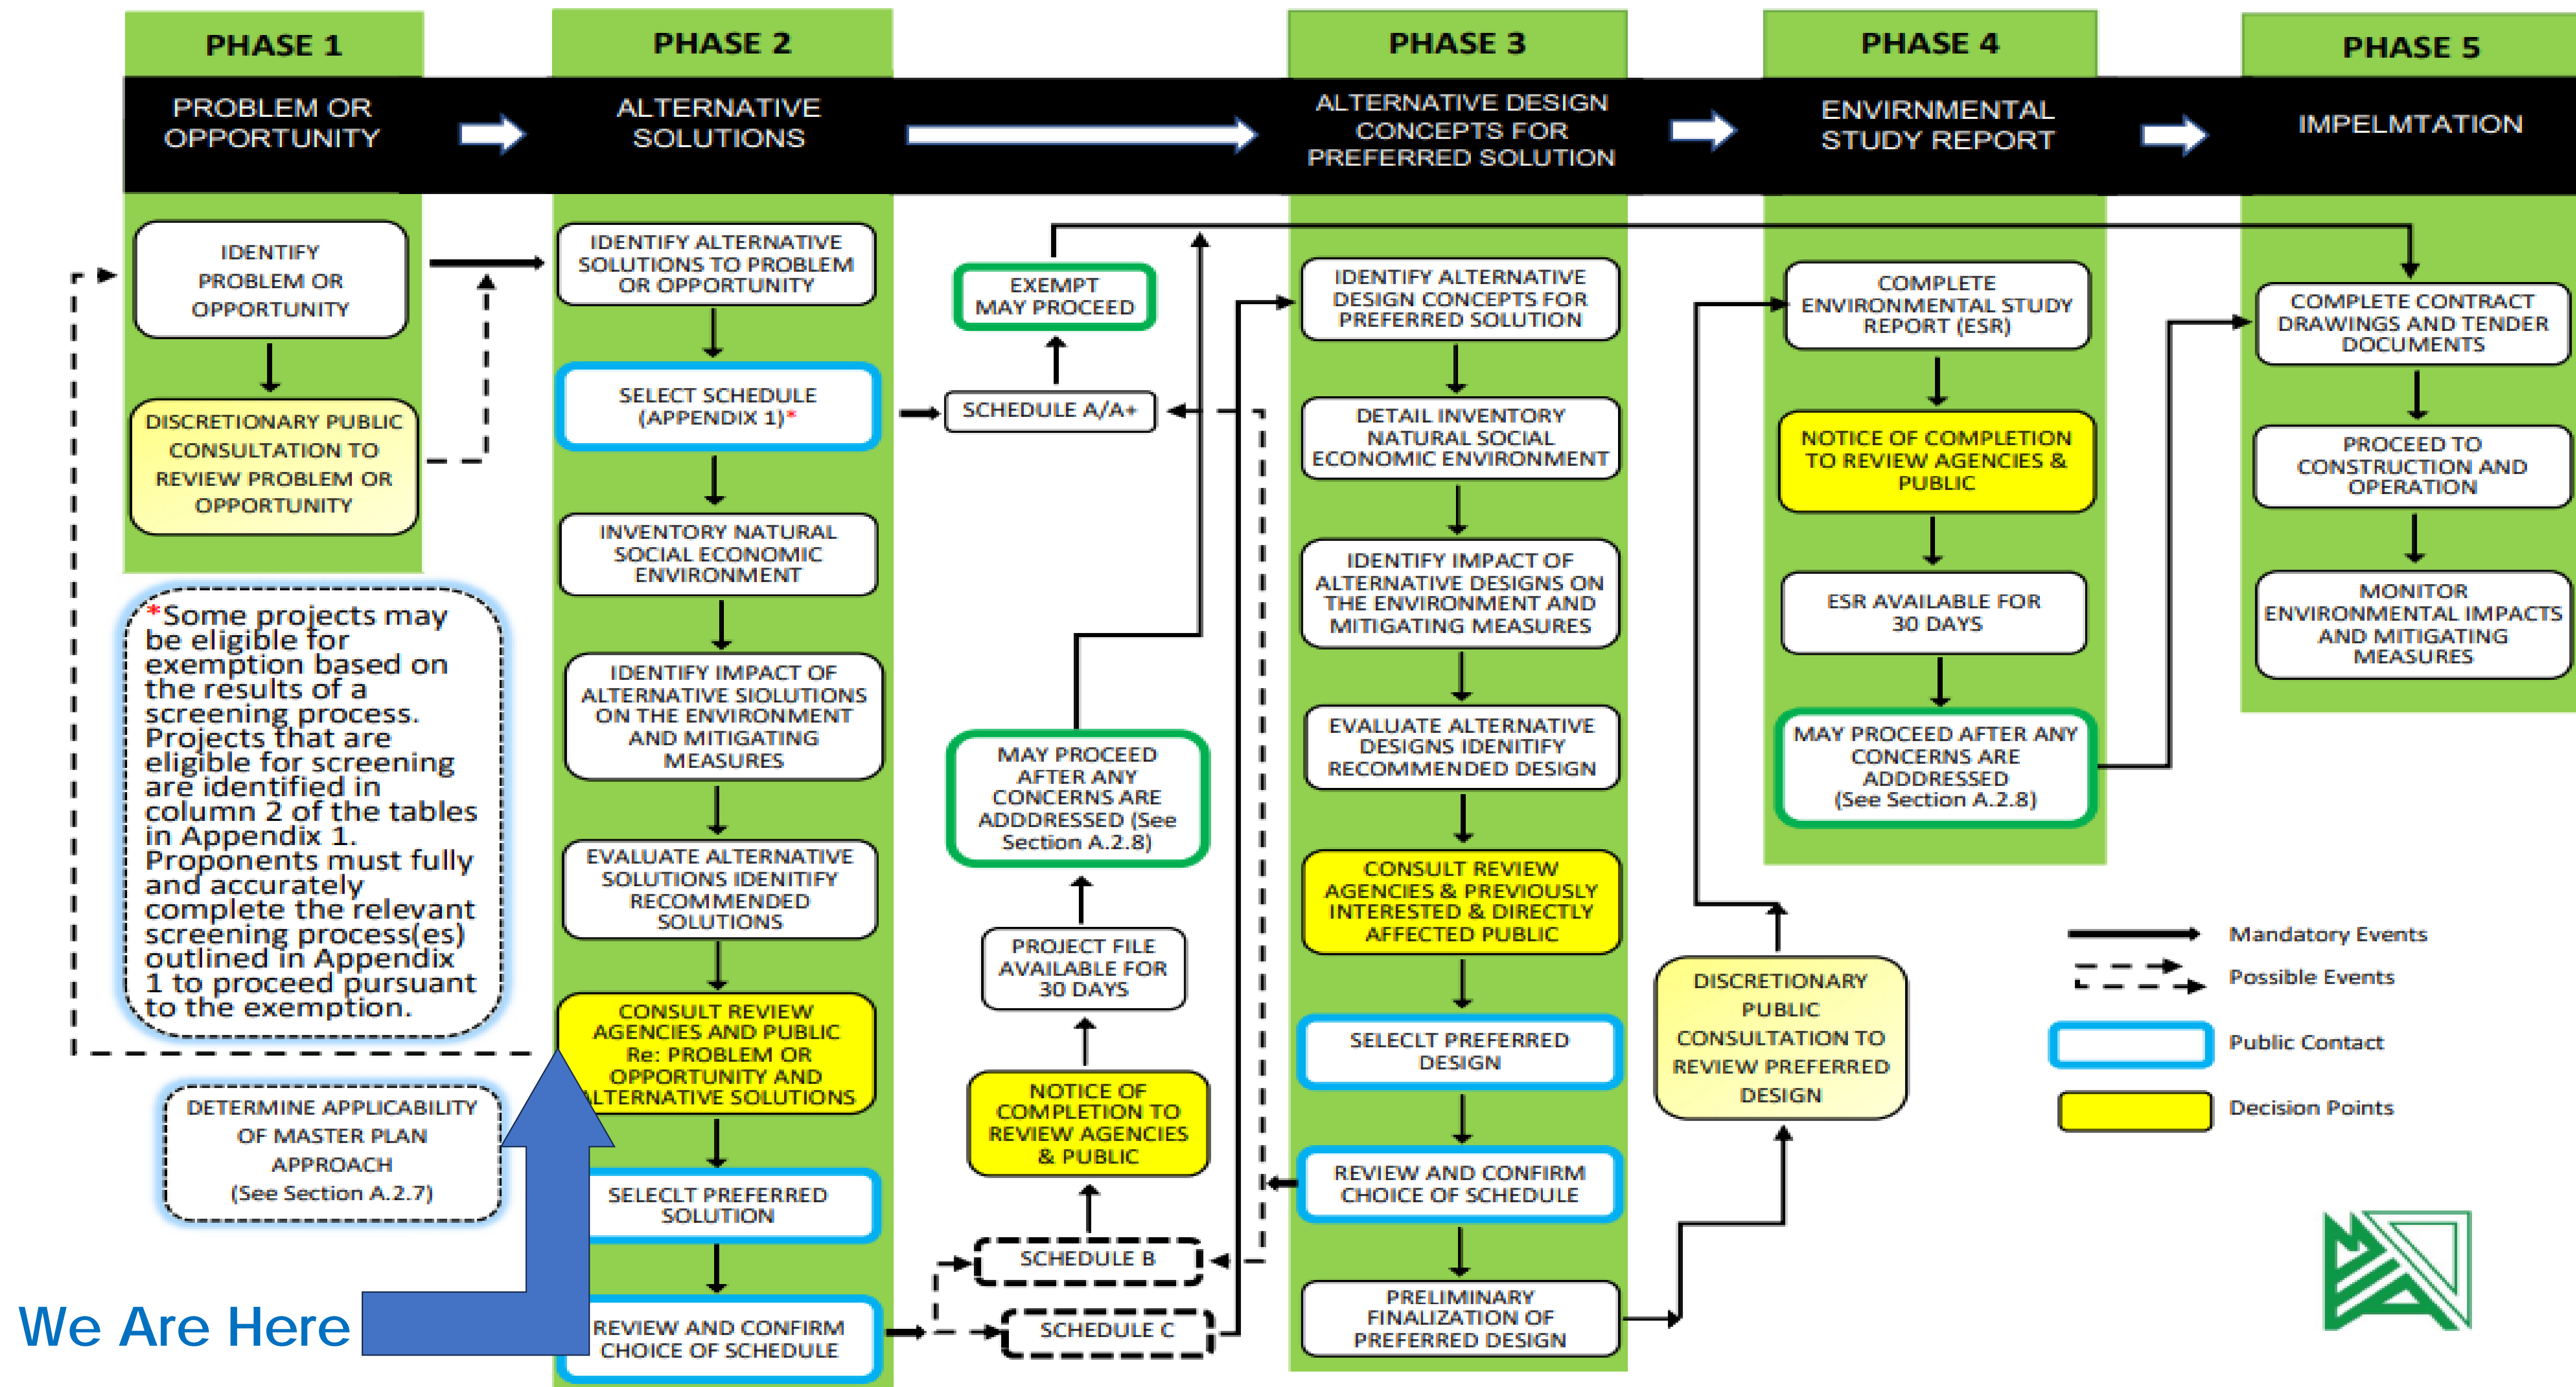 PHASE 1
PROBLEM OR
OPPORTUNITY
IDENTIFY
PROBLEM OR
OPPORTUNITY
DISCRETIONARY PUBLIC
CONSULTATION TO
REVIEW PROBLEM OR
OPPORTUNITY
*Some projects may
be eligible for
exemption based on
the results of a
screening process.
Projects that are
eligible for screening
are identified in
column 2 of the tables
in Appendix 1.
Proponents must fully
and accurately
complete the relevant
screening process(es)
outlined in Appendix
1 to proceed pursuant
to the exemption.
DETERMINE APPLICABILITY
OF MASTER PLAN
APPROACH
(See Section A.2.7)
We Are Here
PHASE 2
ALTERNATIVE
SOLUTIONS
IDENTIFY ALTERNATIVE
SOLUTIONS TO PROBLEM
OR OPPORTUNITY
SELECT SCHEDULE
(APPENDIX 1)*
INVENTORY NATURAL
SOCIAL ECONOMIC
ENVIRONMENT
IDENTIFY IMPACT OF
ALTERNATIVE SIOLUTIONS
ON THE ENVIRONMENT
AND MITIGATING
MEASURES
EVALUATE ALTERNATIVE
SOLUTIONS IDENITIFY
RECOMMENDED
SOLUTIONS
CONSULT REVIEW
AGENCIES AND PUBLIC
Re: PROBLEM OR
OPPORTUNITY AND
LTERNATIVE SOLUTIONS
SELECLT PREFERRED
SOLUTION
REVIEW AND CONFIRM
CHOICE OF SCHEDULE
EXEMPT
MAY PROCEED
SCHEDULE A/A+
MAY PROCEED
AFTER ANY
CONCERNS ARE
ADDDRESSED (See
Section A.2.8)
PROJECT FILE
AVAILABLE FOR
30 DAYS
NOTICE OF
COMPLETION TO
REVIEW AGENCIES
& PUBLIC
SCHEDULE B
SCHEDULE C
PHASE 3
ALTERNATIVE DESIGN
CONCEPTS FOR
PREFERRED SOLUTION
IDENTIFY ALTERNATIVE
DESIGN CONCEPTS FOR
PREFERRED SOLUTION
DETAIL INVENTORY
NATURAL SOCIAL
ECONOMIC ENVIRONMENT
IDENTIFY IMPACT OF
ALTERNATIVE DESIGNS ON
THE ENVIRONMENT AND
MITIGATING MEASURES
EVALUATE ALTERNATIVE
DESIGNS IDENITIFY
RECOMMENDED DESIGN
CONSULT REVIEW
AGENCIES & PREVIOUSLY
INTERESTED & DIRECTLY
AFFECTED PUBLIC
SELECLT PREFERRED
DESIGN
REVIEW AND CONFIRM
CHOICE OF SCHEDULE
PRELIMINARY
FINALIZATION OF
PREFERRED DESIGN
DISCRETIONARY
PUBLIC
CONSULTATION TO
REVIEW PREFERRED
DESIGN
PHASE 4
ENVIRNMENTAL
STUDY REPORT
COMPLETE
ENVIRONMENTAL STUDY
REPORT (ESR)
NOTICE OF COMPLETION
TO REVIEW AGENCIES &
PUBLIC
ESR AVAILABLE FOR
30 DAYS
MAY PROCEED AFTER ANY
CONCERNS ARE
ADDDRESSED
(See Section A.2.8)
PHASE 5
IMPELMTATION
COMPLETE CONTRACT
DRAWINGS AND TENDER
DOCUMENTS
PROCEED TO
CONSTRUCTION AND
OPERATION
MONITOR
ENVIRONMENTAL IMPACTS
AND MITIGATING
MEASURES
Mandatory Events
Possible Events
Public Contact
Decision Points